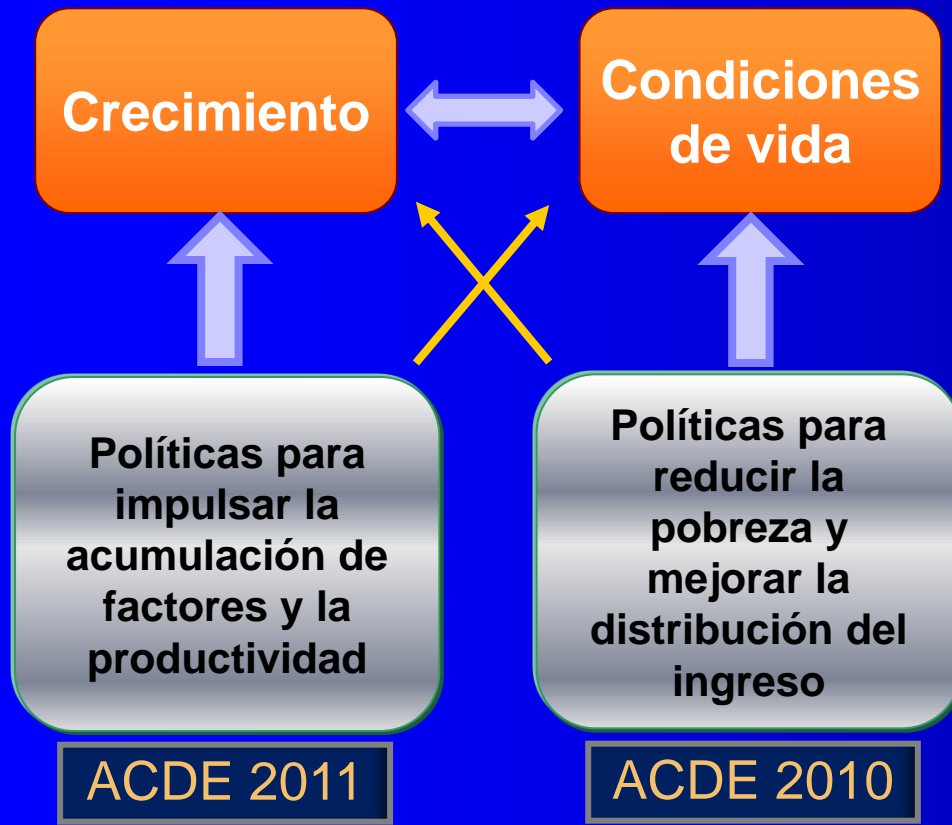 Crecimiento
Condiciones
de vida
Políticas para
impulsar la
acumulación de
factores y la
productividad
Políticas para
reducir la
pobreza y
mejorar la
distribución del
ingreso
ACDE 2011
ACDE 2010